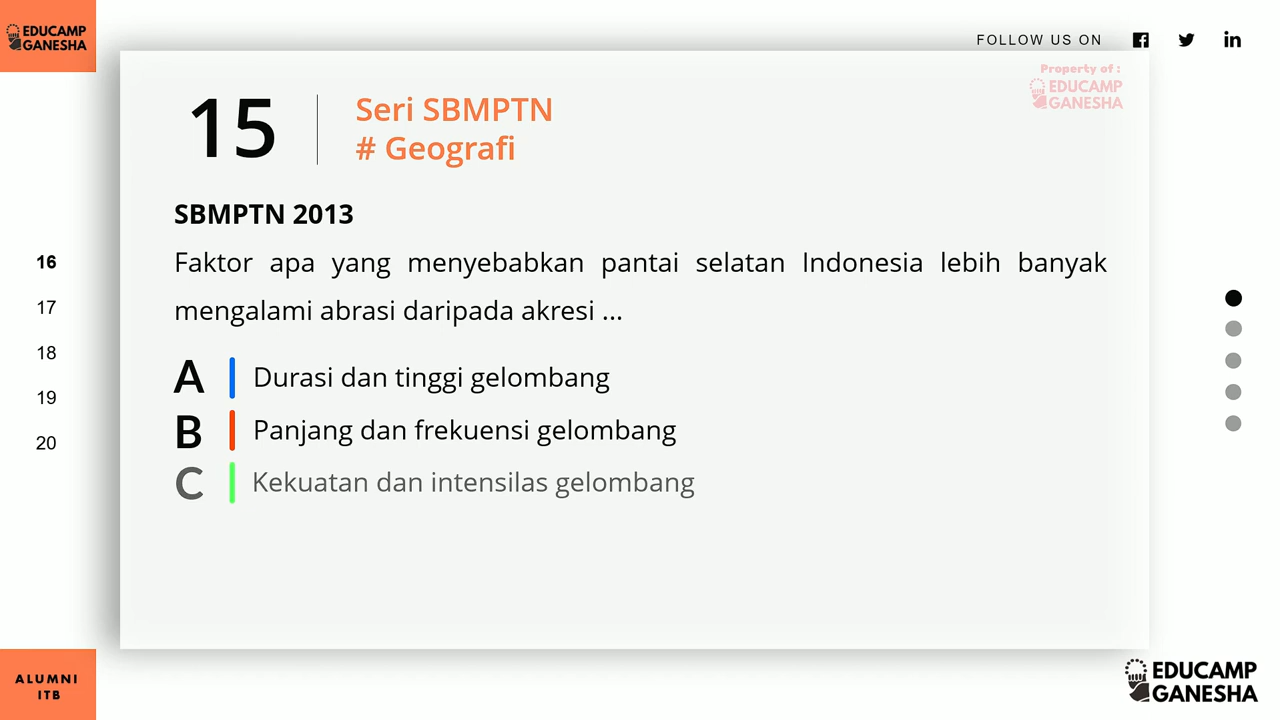 EDUCAMP
GANESHA
FOLLOW US ON
Property of :
EDUCAMP
GANESHA
15
Seri SBMPTN
# Geografi
SBMPTN 2013
Faktor apa yang menyebabkan pantai selatan Indonesia lebih banyak
mengalami abrasi daripada akresi ...
A Durasi dan tinggi gelombang
B Panjang dan frekuensi gelombang
C Kekuatan dan intensilas gelombang
16
17
18
19
20
ALUMNI
ITB
EDUCAMP
GANESHA